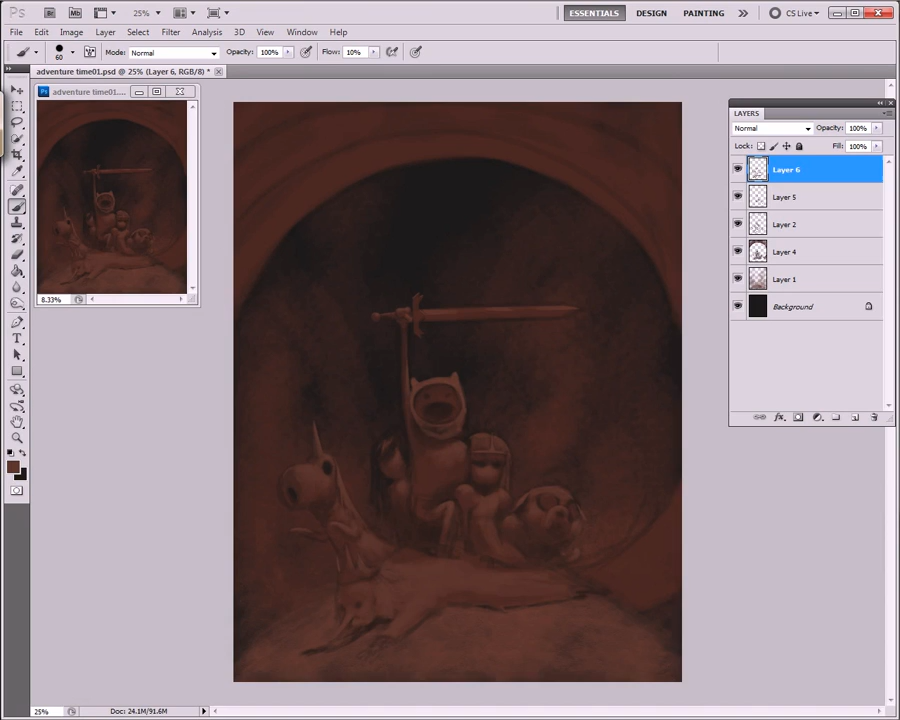 Ps Br Mb 25% ESSENTIALS DESIGN PAINTING CS Live
File Edit Image Layer Select Filter Analysis 3D View Window Help
60 Mode: Normal Opacity: 100% Flow: 10%
adventure time01.psd @ 25% (Layer 6, RGB/8) *
Ps adventure time01....
LAYERS
Normal Opacity: 100%
Lock: Fill: 100%
Layer 6
Layer 5
Layer 2
Layer 4
Layer 1
Background
8.33%
25% Doc: 24.1M/91.6M